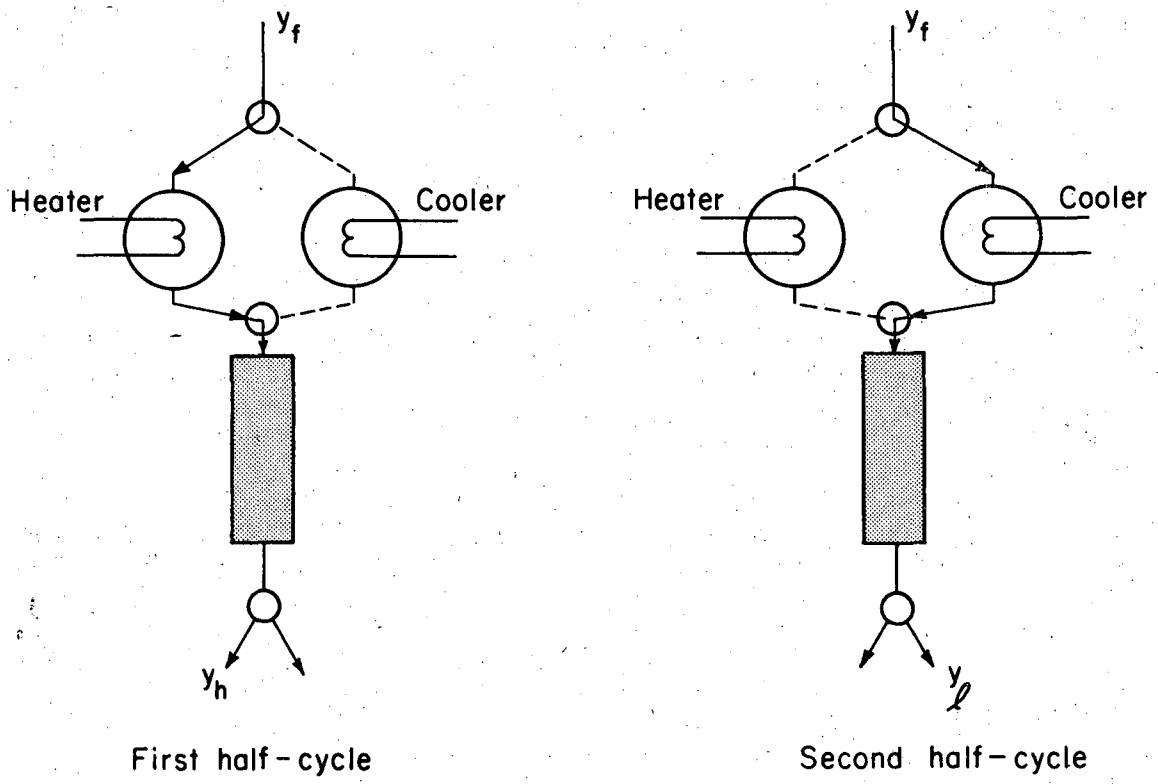 y_f
y_f
Heater
Cooler
Heater
Cooler
y_h
y_ℓ
First half-cycle
Second half-cycle